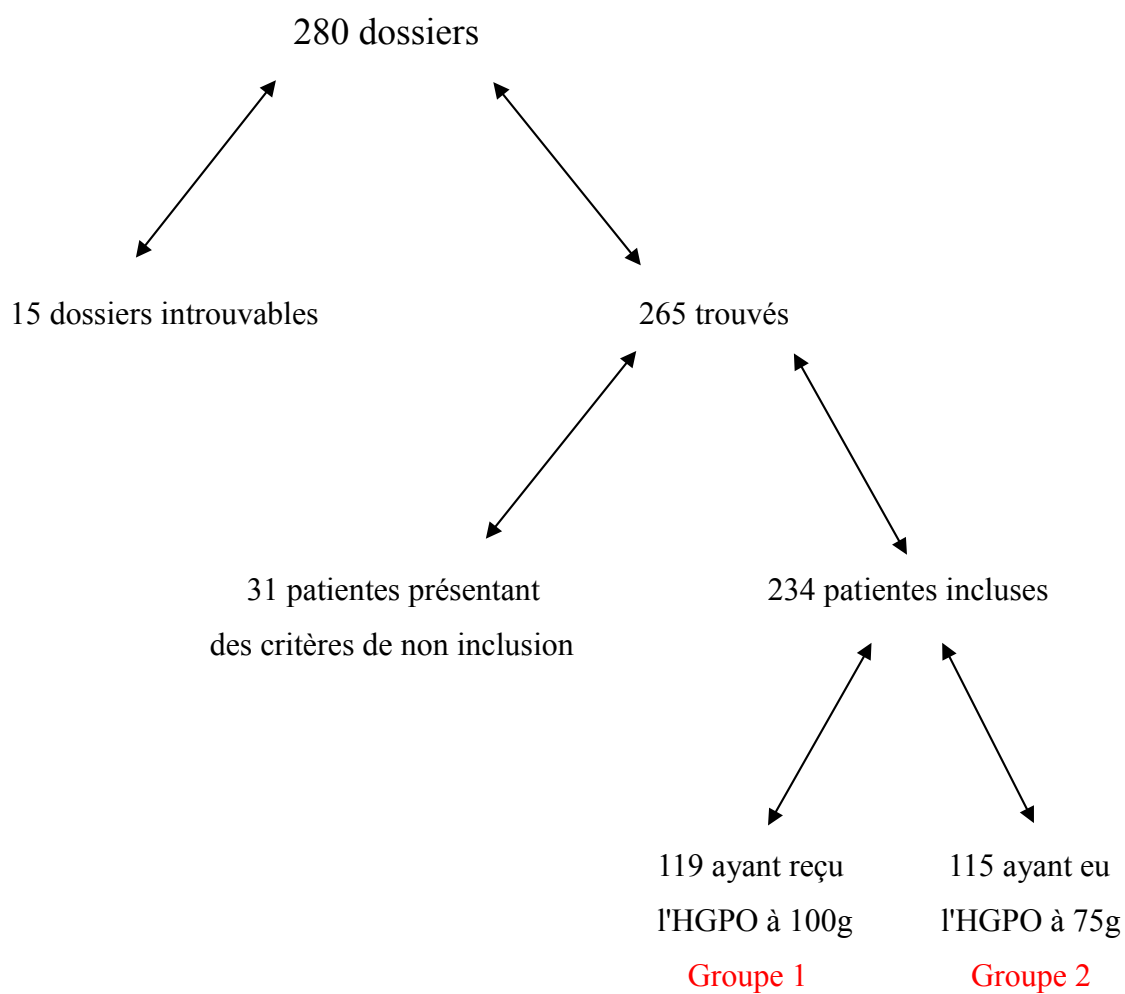 280 dossiers
15 dossiers introuvables
265 trouvés
31 patientes présentant
des critères de non inclusion
234 patientes incluses
119 ayant reçu
l'HGPO à 100g
Groupe 1
115 ayant eu
l'HGPO à 75g
Groupe 2